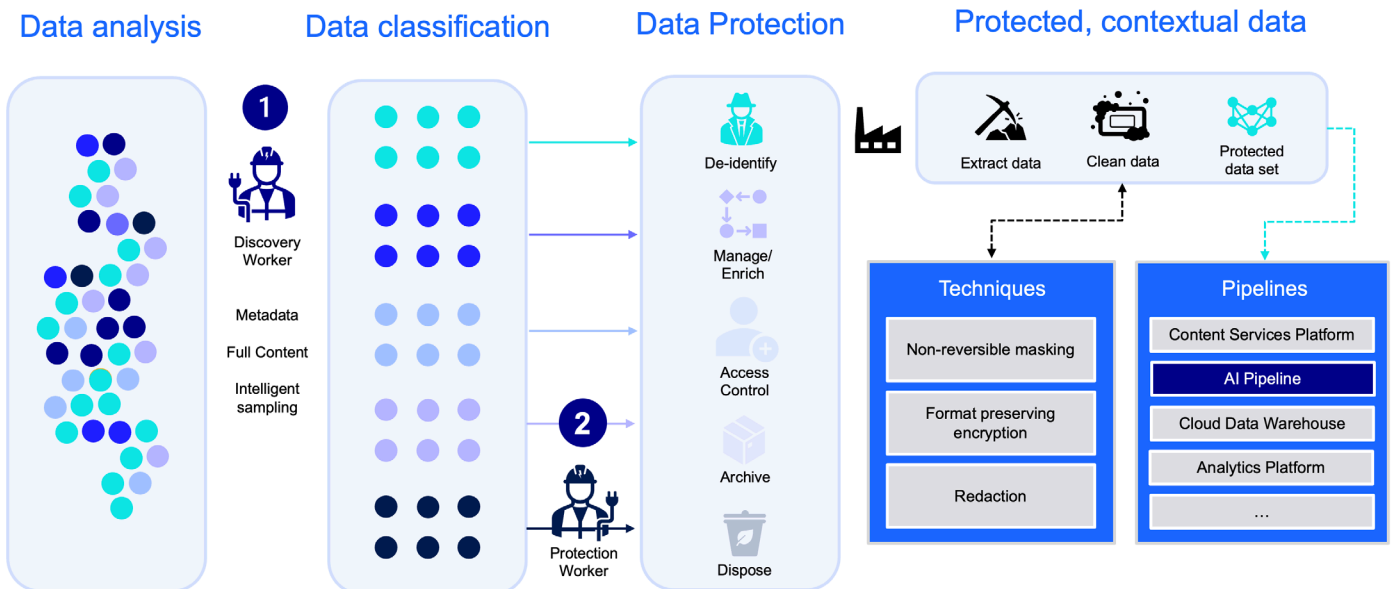 Data analysis
Data classification
Data Protection
Protected, contextual data
1
Discovery
Worker
Metadata
Full Content
Intelligent
sampling
2
Protection
Worker
De-identify
Manage/
Enrich
Access
Control
Archive
Dispose
Extract data
Clean data
Protected
data set
Techniques
Non-reversible masking
Format preserving
encryption
Redaction
Pipelines
Content Services Platform
AI Pipeline
Cloud Data Warehouse
Analytics Platform
...